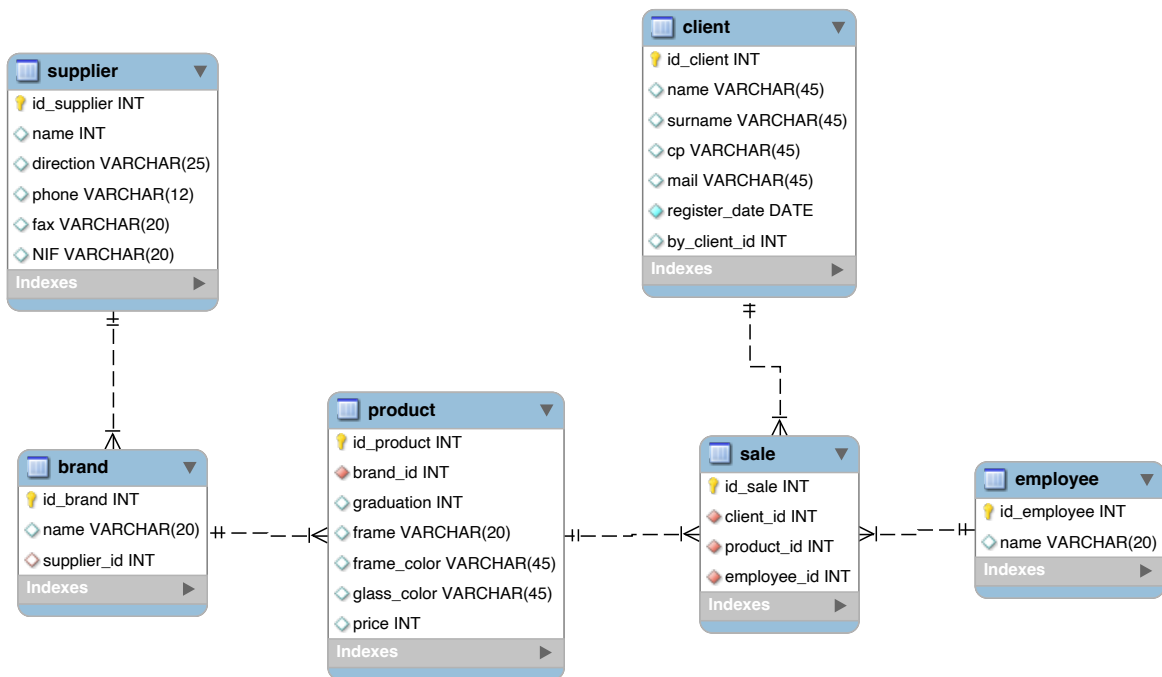 supplier
id_supplier INT
name INT
direction VARCHAR(25)
phone VARCHAR(12)
fax VARCHAR(20)
NIF VARCHAR(20)
Indexes
client
id_client INT
name VARCHAR(45)
surname VARCHAR(45)
cp VARCHAR(45)
mail VARCHAR(45)
register_date DATE
by_client_id INT
Indexes
brand
id_brand INT
name VARCHAR(20)
supplier_id INT
Indexes
product
id_product INT
brand_id INT
graduation INT
frame VARCHAR(20)
frame_color VARCHAR(45)
glass_color VARCHAR(45)
price INT
Indexes
sale
id_sale INT
client_id INT
product_id INT
employee_id INT
Indexes
employee
id_employee INT
name VARCHAR(20)
Indexes